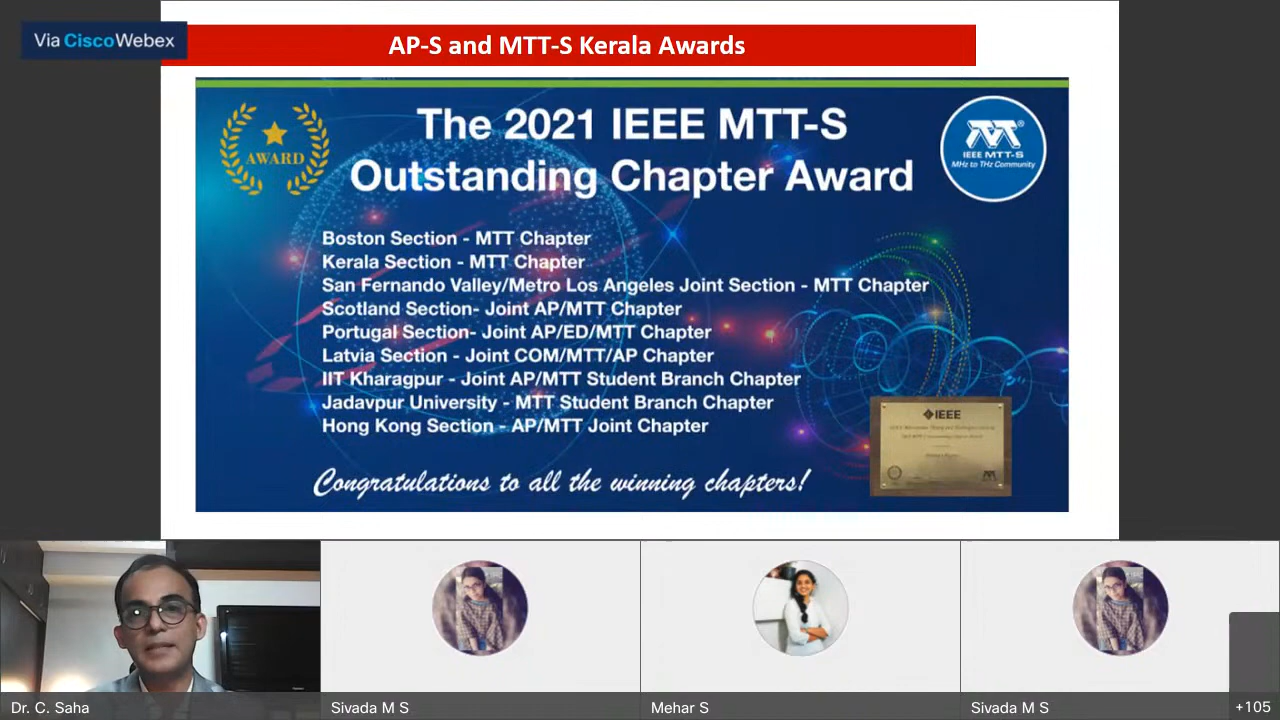 Via Cisco Webex
AP-S and MTT-S Kerala Awards
The 2021 IEEE MTT-S
Outstanding Chapter Award
AWARD
IEEE MTT-S
MHz to THz Community
Boston Section - MTT Chapter
Kerala Section - MTT Chapter
San Fernando Valley/Metro Los Angeles Joint Section - MTT Chapter
Scotland Section- Joint AP/MTT Chapter
Portugal Section- Joint AP/ED/MTT Chapter
Latvia Section - Joint COM/MTT/AP Chapter
IIT Kharagpur - Joint AP/MTT Student Branch Chapter
Jadavpur University - MTT Student Branch Chapter
Hong Kong Section - AP/MTT Joint Chapter
IEEE
Congratulations to all the winning chapters!
Dr. C. Saha
Sivada M S
Mehar S
Sivada M S
+105